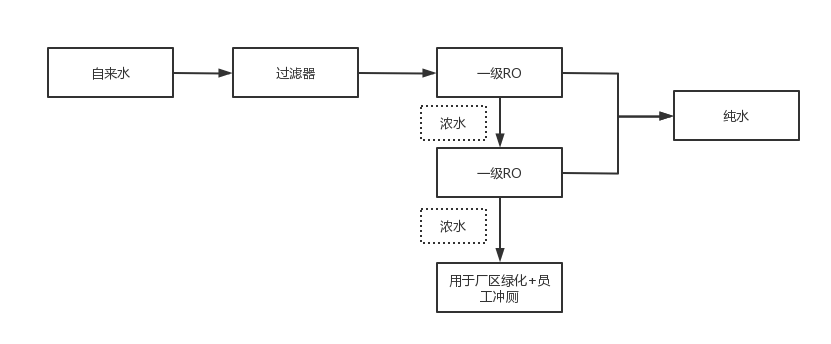 自来水
过滤器
一级RO
浓水
纯水
一级RO
浓水
用于厂区绿化+员
工冲厕